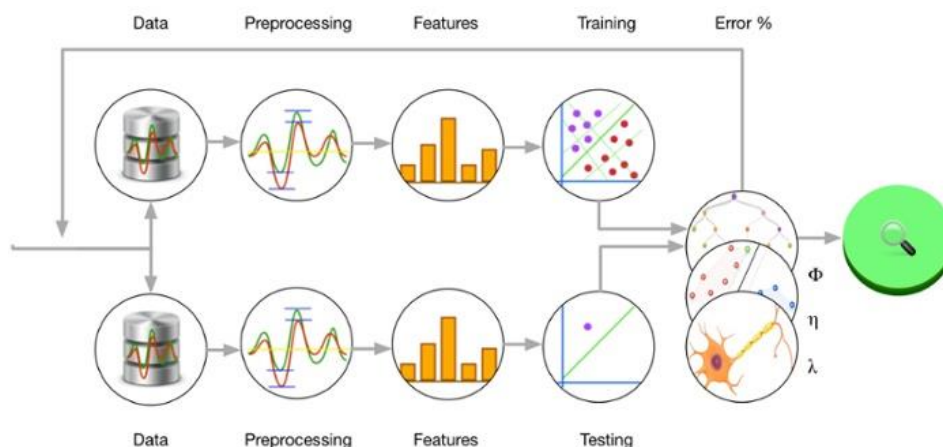 Data Preprocessing Features Training Error %
Φ
η
λ
Data Preprocessing Features Testing